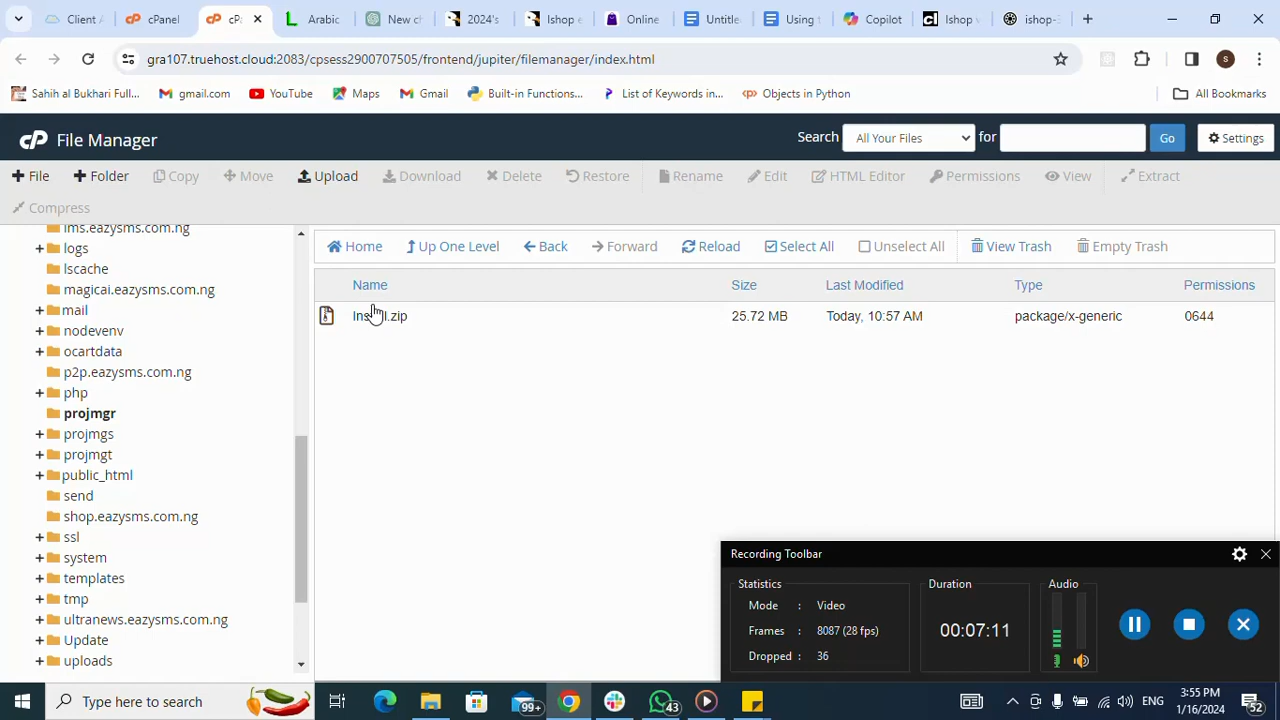 Client A
cPanel
cPa
Arabic
New ch
2024's
Ishop e
Online
Untitle
Using t
Copilot
Ishop v
ishop-
gra107.truehost.cloud:2083/cpsess2900707505/frontend/jupiter/filemanager/index.html
S
Sahih al Bukhari Full...
gmail.com
YouTube
Maps
Gmail
Built-in Functions...
List of Keywords in...
Objects in Python
All Bookmarks
cP File Manager
Search
All Your Files
for
Go
Settings
File
Folder
Copy
Move
Upload
Download
Delete
Restore
Rename
Edit
HTML Editor
Permissions
View
Extract
Compress
lms.eazysms.com.ng
logs
lscache
magicai.eazysms.com.ng
mail
nodevenv
ocartdata
p2p.eazysms.com.ng
php
projmgr
projmgs
projmgt
public_html
send
shop.eazysms.com.ng
ssl
system
templates
tmp
ultranews.eazysms.com.ng
Update
uploads
Home
Up One Level
Back
Forward
Reload
Select All
Unselect All
View Trash
Empty Trash
Name
Size
Last Modified
Type
Permissions
25.72 MB
Today, 10:57 AM
package/x-generic
0644
Recording Toolbar
Statistics
Mode : Video
Frames : 8087 (28 fps)
Dropped : 36
Duration
00:07:11
Audio
Type here to search
99+
43
ENG
3:55 PM
1/16/2024
52